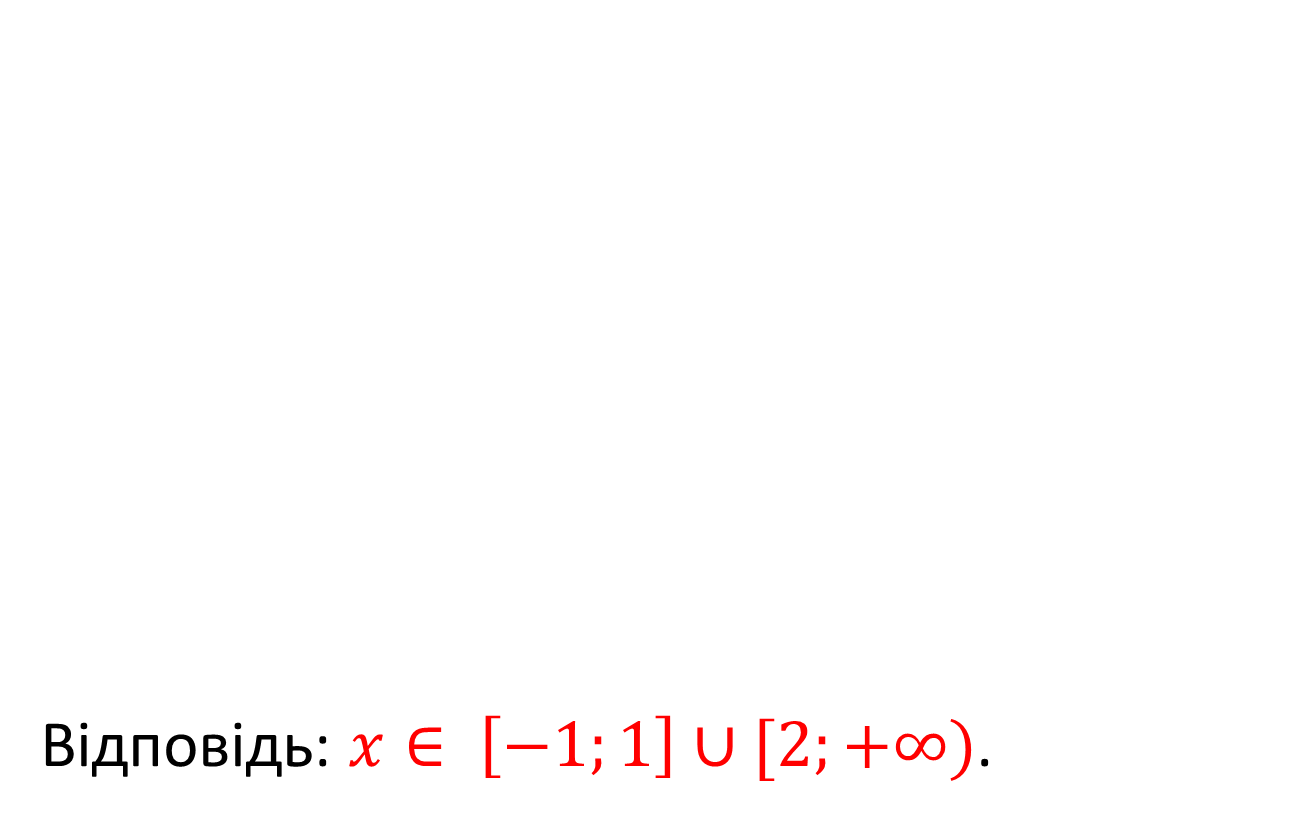 Відповідь: 𝑥 ∈ [−1; 1] ∪ [2; +∞).